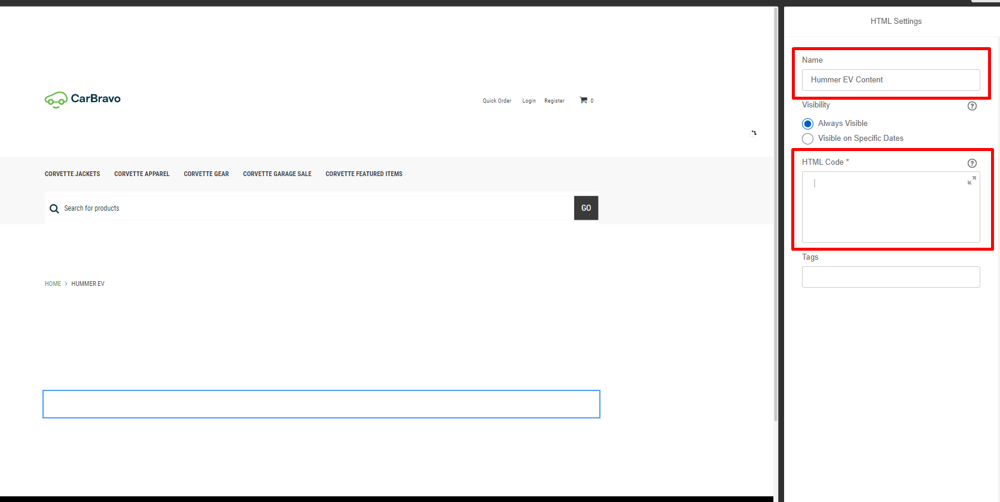 HTML Settings
Name
Hummer EV Content
Visibility
Always Visible
Visible on Specific Dates
HTML Code *
Tags
CarBravo
Quick Order Login Register 0
CORVETTE JACKETS CORVETTE APPAREL CORVETTE GEAR CORVETTE GARAGE SALE CORVETTE FEATURED ITEMS
Search for products GO
HOME > HUMMER EV